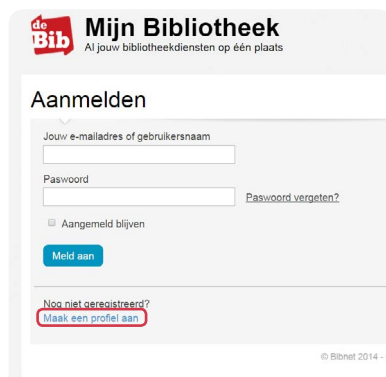 de
Bib
Mijn Bibliotheek
Al jouw bibliotheekdiensten op één plaats
Aanmelden
Jouw e-mailadres of gebruikersnaam
Paswoord
Paswoord vergeten?
Aangemeld blijven
Meld aan
Nog niet geregistreerd?
Maak een profiel aan
© Bibnet 2014 -